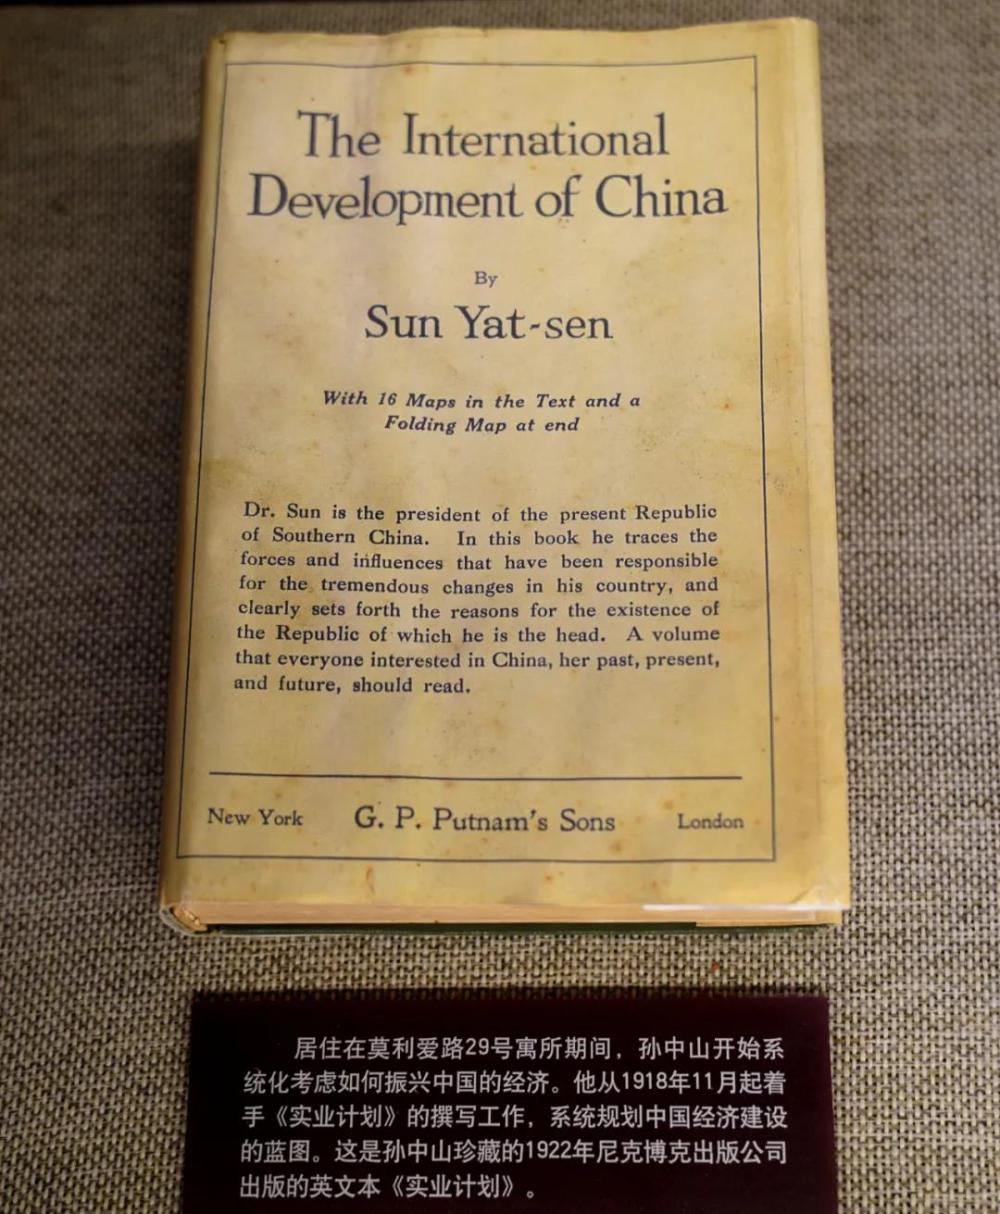 The International
Development of China
By
Sun Yat-sen
With 16 Maps in the Text and a
Folding Map at end
Dr. Sun is the president of the present Republic
of Southern China. In this book he traces the
forces and influences that have been responsible
for the tremendous changes in his country, and
clearly sets forth the reasons for the existence of
the Republic of which he is the head. A volume
that everyone interested in China, her past, present,
and future, should read.
New York G. P. Putnam's Sons London
居住在莫利爱路29号寓所期间，孙中山开始系
统化考虑如何振兴中国的经济。他从1918年11月起着
手《实业计划》的撰写工作，系统规划中国经济建设
的蓝图。这是孙中山珍藏的1922年尼克博克出版公司
出版的英文本《实业计划》。